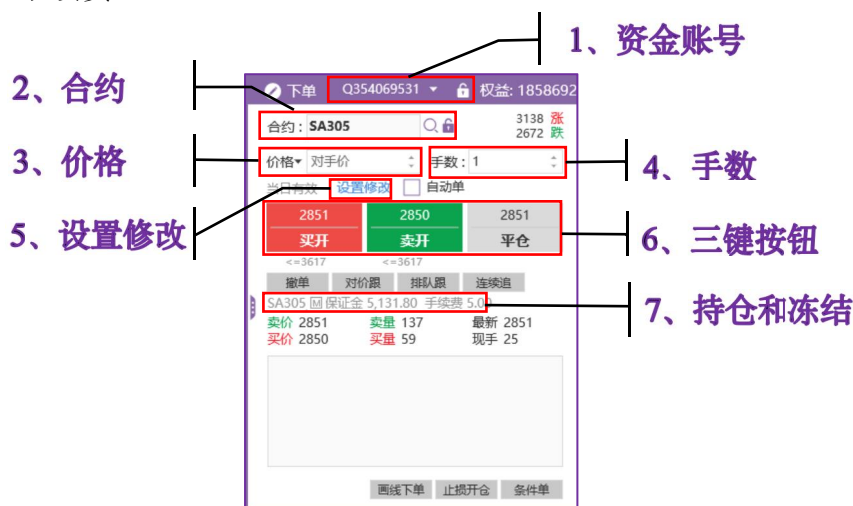 1、资金账号
2、合约
下单 Q354069531 权益: 1858692
合约: SA305
3138 涨
2672 跌
3、价格
价格 对手价 手数: 1
4、手数
当日有效 设置修改 自动单
5、设置修改
2851 2850 2851
买开 卖开 平仓
6、三键按钮
<=3617 <=3617
撤单 对价跟 排队跟 连续追
SA305 M 保证金 5,131.80 手续费 5.00
7、持仓和冻结
卖价 2851 卖量 137 最新 2851
买价 2850 买量 59 现手 25
画线下单 止损开仓 条件单